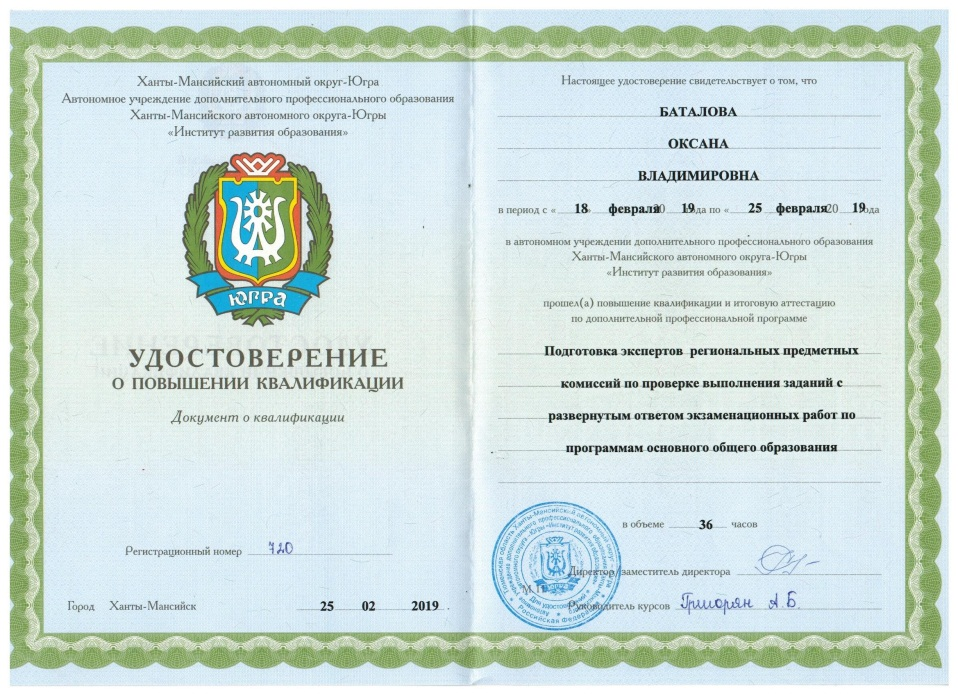 Ханты-Мансийский автономный округ-Югра
Автономное учреждение дополнительного профессионального образования
Ханты-Мансийского автономного округа-Югры
«Институт развития образования»
ЮГРА
УДОСТОВЕРЕНИЕ
О ПОВЫШЕНИИ КВАЛИФИКАЦИИ
Документ о квалификации
Регистрационный номер 720
Город Ханты-Мансийск 25 02 2019
Настоящее удостоверение свидетельствует о том, что
БАТАЛОВА
ОКСАНА
ВЛАДИМИРОВНА
в период с « 18 » февраля 20 19 года по « 25 февраля 20 19 года
в автономном учреждении дополнительного профессионального образования
Ханты-Мансийского автономного округа-Югры
«Институт развития образования»
прошел(а) повышение квалификации и итоговую аттестацию
по дополнительной профессиональной программе
Подготовка экспертов региональных предметных
комиссий по проверке выполнения заданий с
развернутым ответом экзаменационных работ по
программам основного общего образования
в объеме 36 часов
Директор/заместитель директора
М.П.
Руководитель курсов Григорян А.Б.
Для удостоверений
Российская Федерация